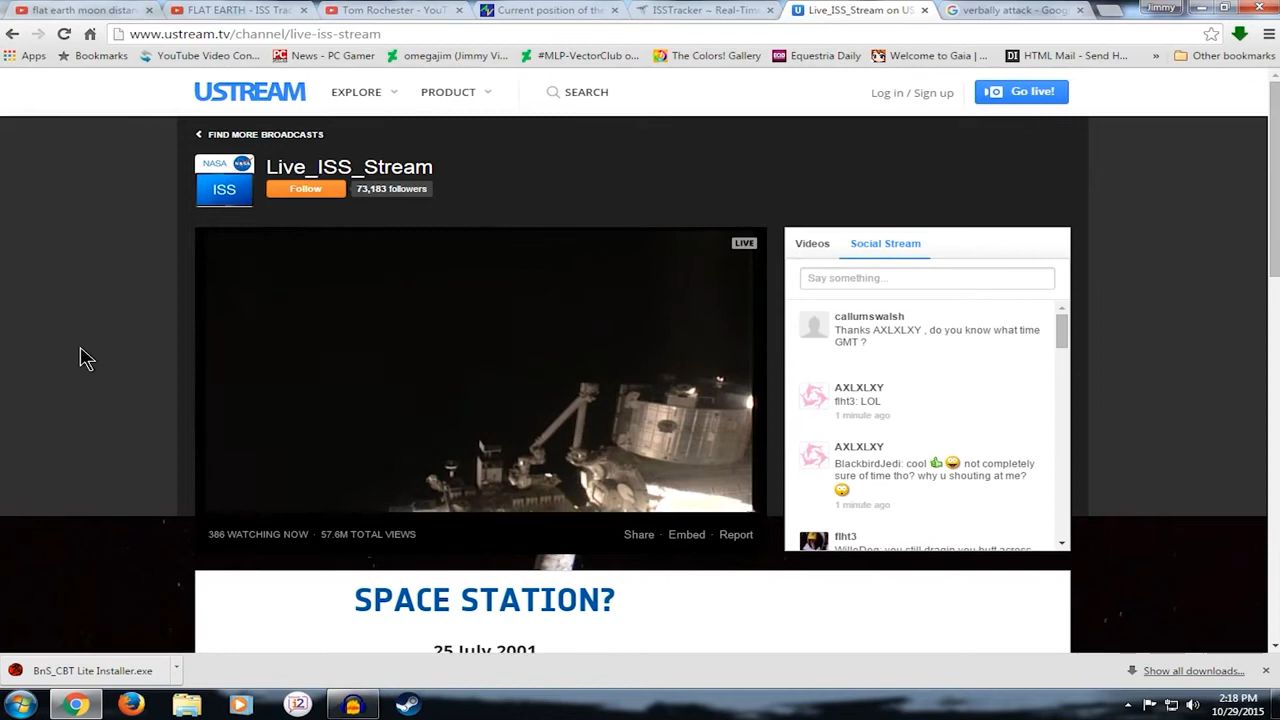 flat earth moon distanc
FLAT EARTH - ISS Trac
Tom Rochester - YouT
Current position of the
ISSTracker ~ Real-Time
Live_ISS_Stream on US
verbally attack - Googl
Jimmy
www.ustream.tv/channel/live-iss-stream
Apps
Bookmarks
YouTube Video Con...
News - PC Gamer
omegajim (Jimmy Vi...
#MLP-VectorClub o...
The Colors! Gallery
Equestria Daily
Welcome to Gaia |...
HTML Mail - Send H...
»
Other bookmarks
USTREAM
EXPLORE
PRODUCT
SEARCH
Log in / Sign up
Go live!
FIND MORE BROADCASTS
NASA
ISS
Live_ISS_Stream
Follow
73,183 followers
LIVE
386 WATCHING NOW · 57.6M TOTAL VIEWS
Share · Embed · Report
Videos
Social Stream
Say something...
callumswalsh
Thanks AXLXLXY , do you know what time
GMT ?
AXLXLXY
flht3: LOL
1 minute ago
AXLXLXY
BlackbirdJedi: cool not completely
sure of time tho? why u shouting at me?
1 minute ago
flht3
SPACE STATION?
25 July 2001
BnS_CBT Lite Installer.exe
Show all downloads...
2:18 PM
10/29/2015